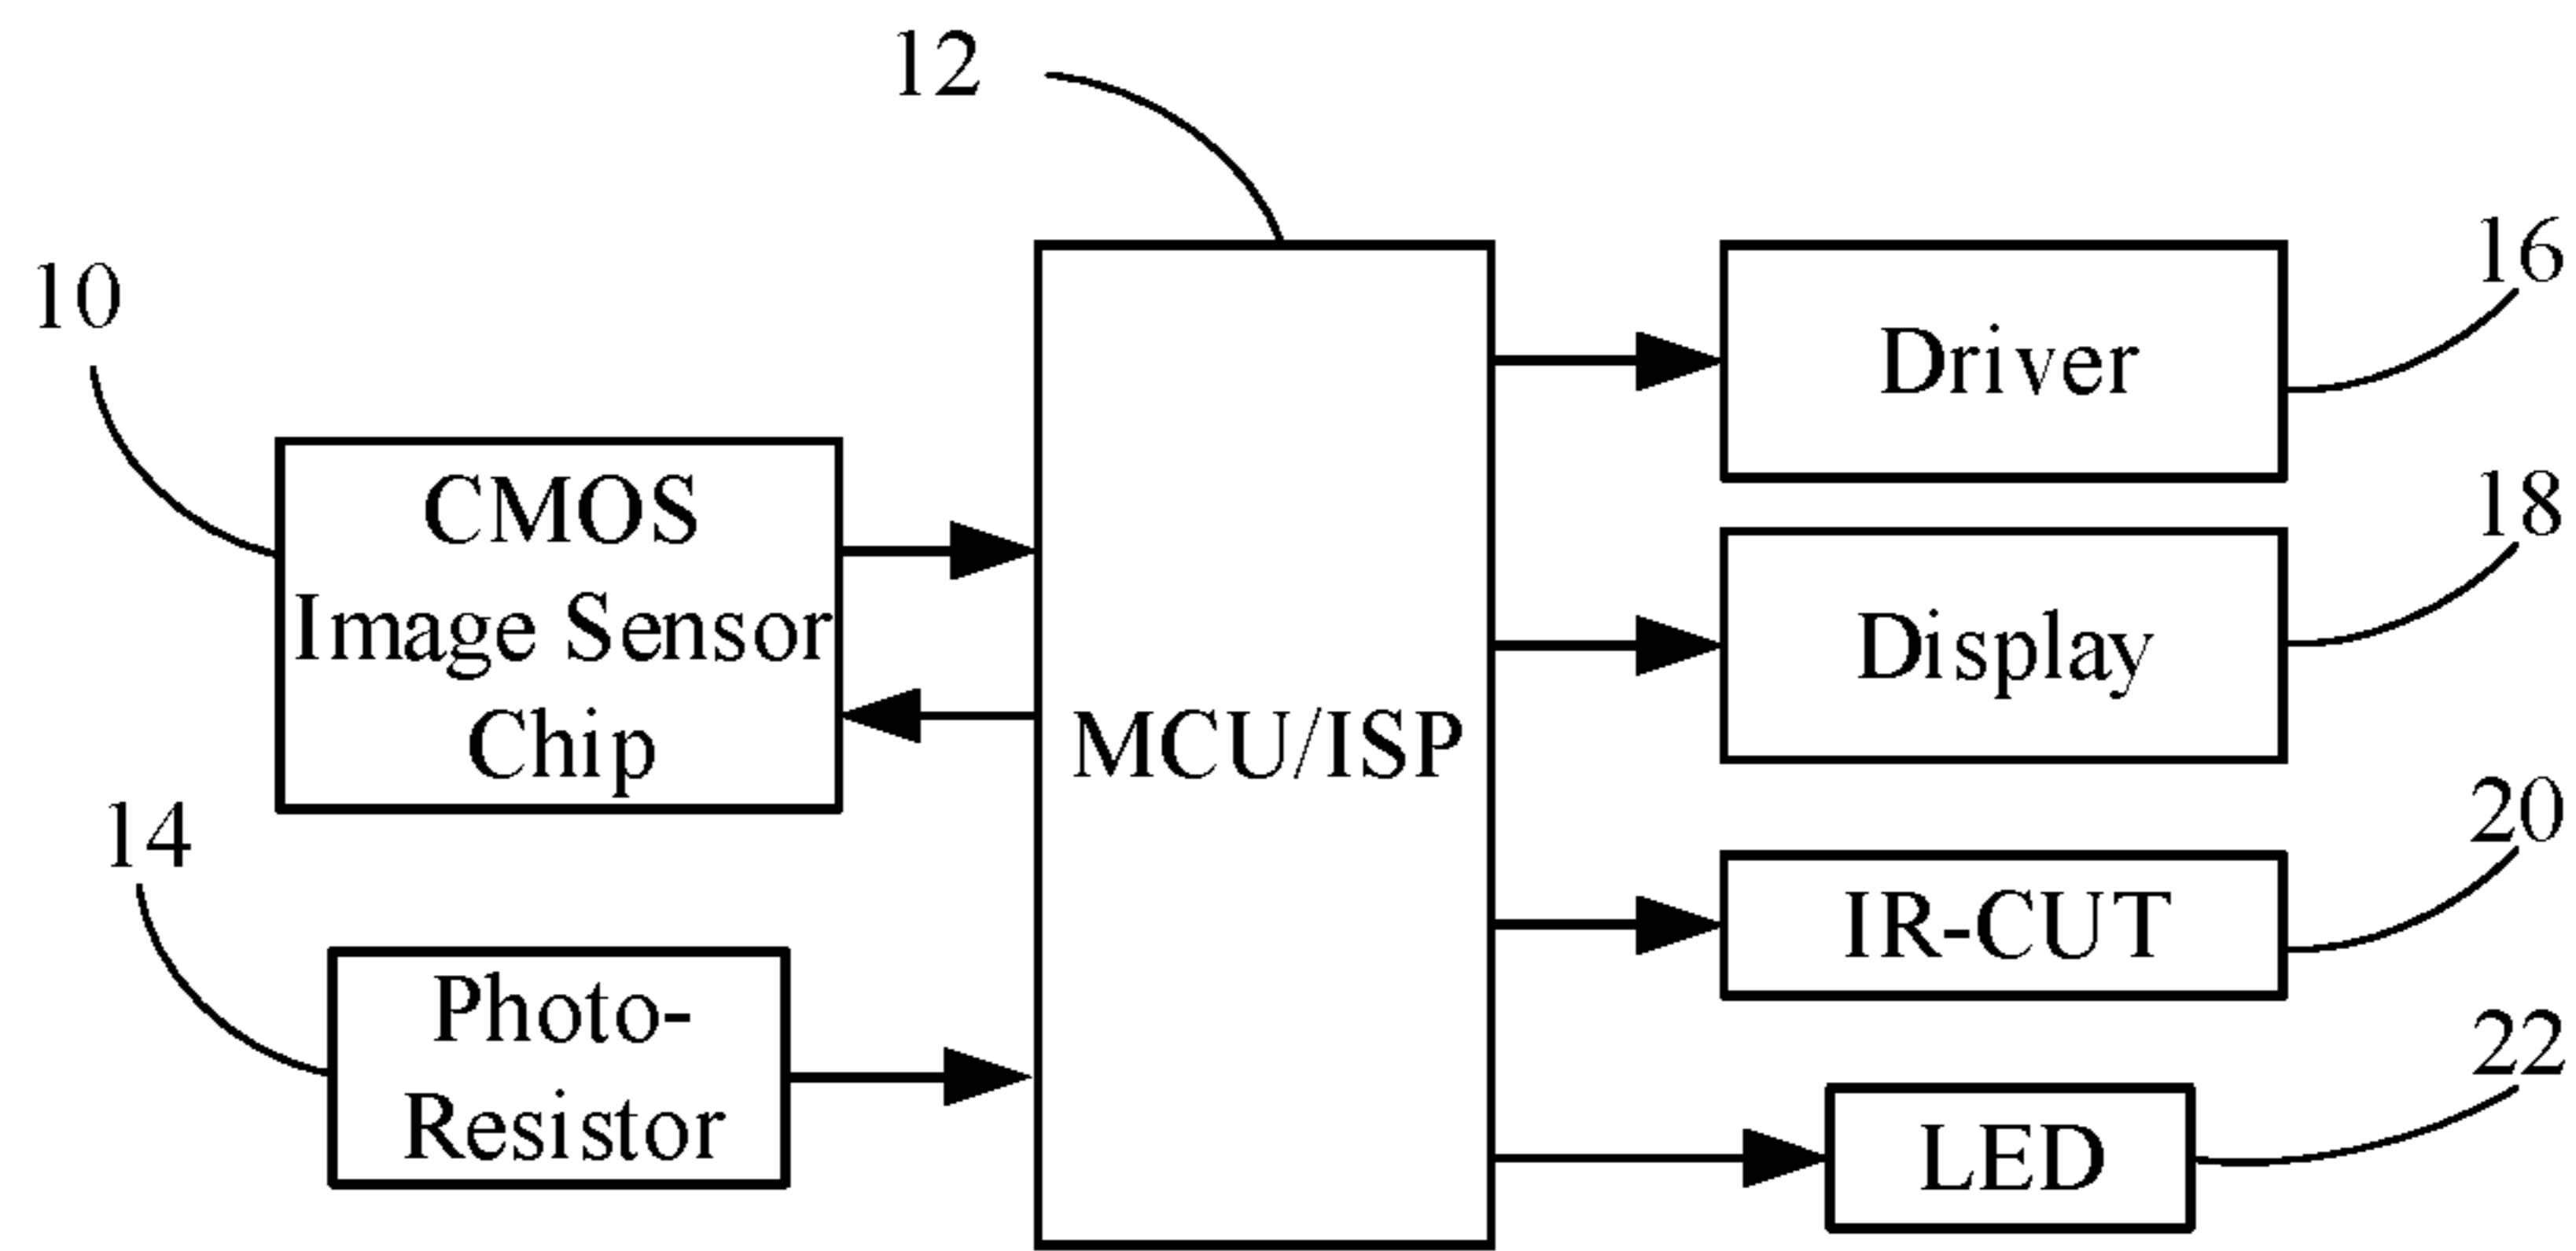 12
10
16
Driver
CMOS
Image Sensor
Chip
18
Display
MCU/ISP
14
20
IR-CUT
Photo-
Resistor
22
LED